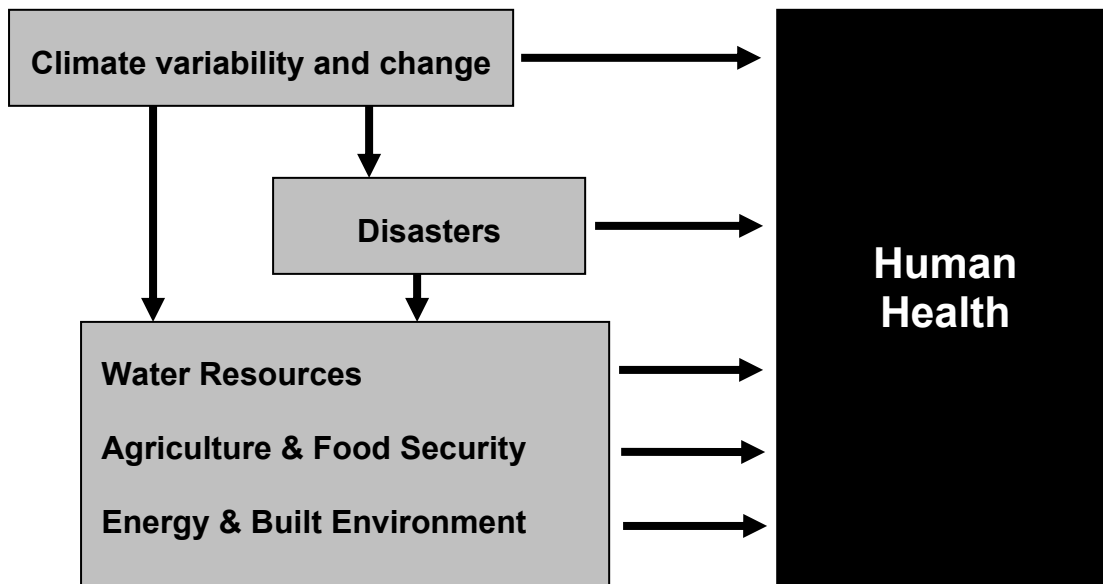 Climate variability and change
Disasters
Human
Health
Water Resources
Agriculture & Food Security
Energy & Built Environment